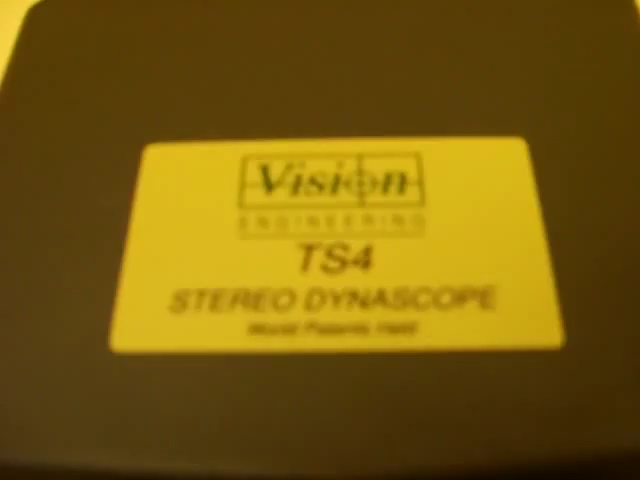 Vision
ENGINEERING
TS4
STEREO DYNASCOPE
World Patents Held